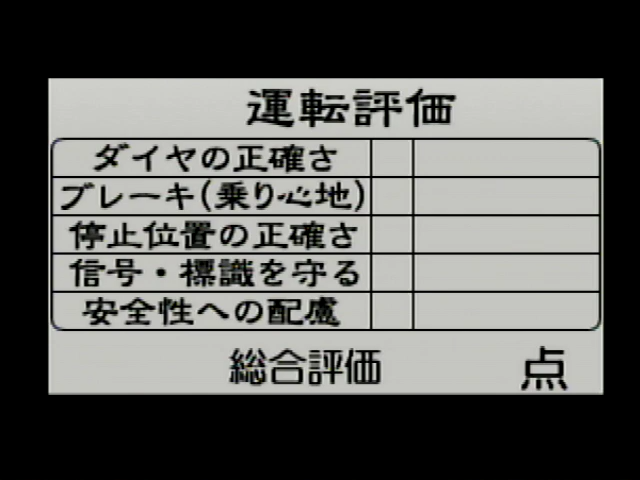 運転評価
ダイヤの正確さ
ブレーキ(乗り心地)
停止位置の正確さ
信号・標識を守る
安全性への配慮
総合評価 点